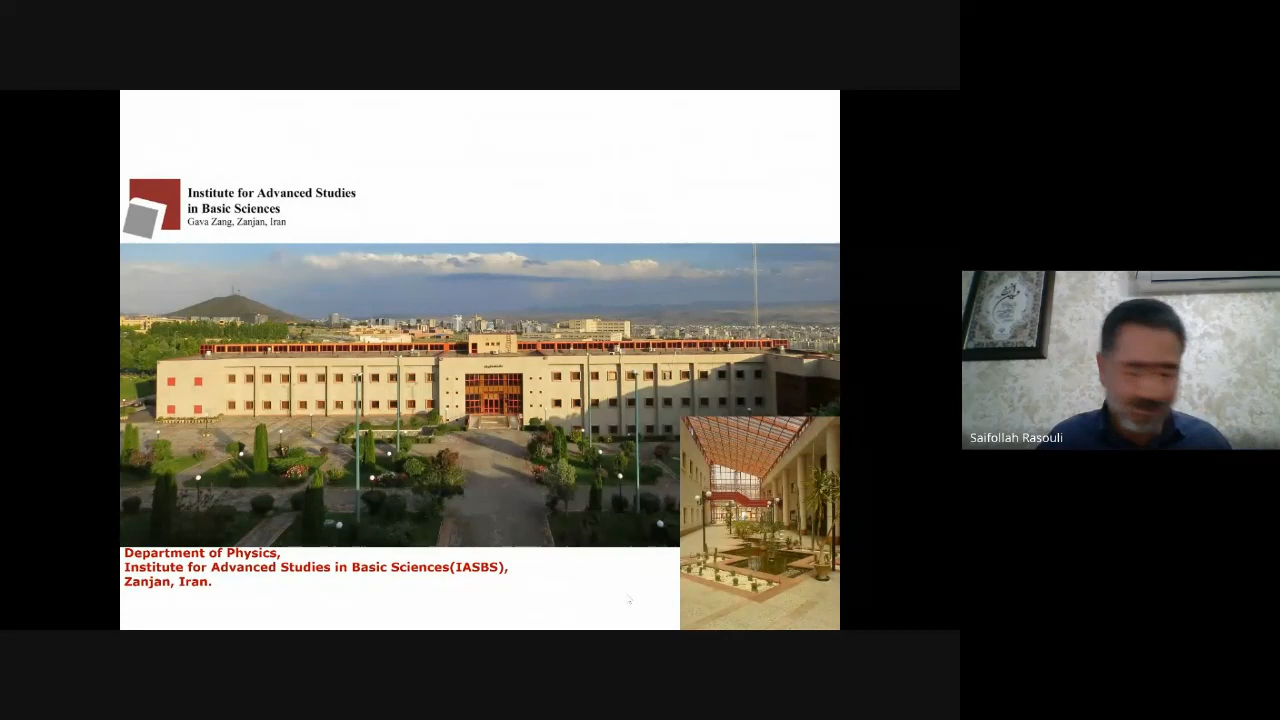 Institute for Advanced Studies
in Basic Sciences
Gava Zang, Zanjan, Iran
Department of Physics,
Institute for Advanced Studies in Basic Sciences(IASBS),
Zanjan, Iran.
Saifollah Rasouli